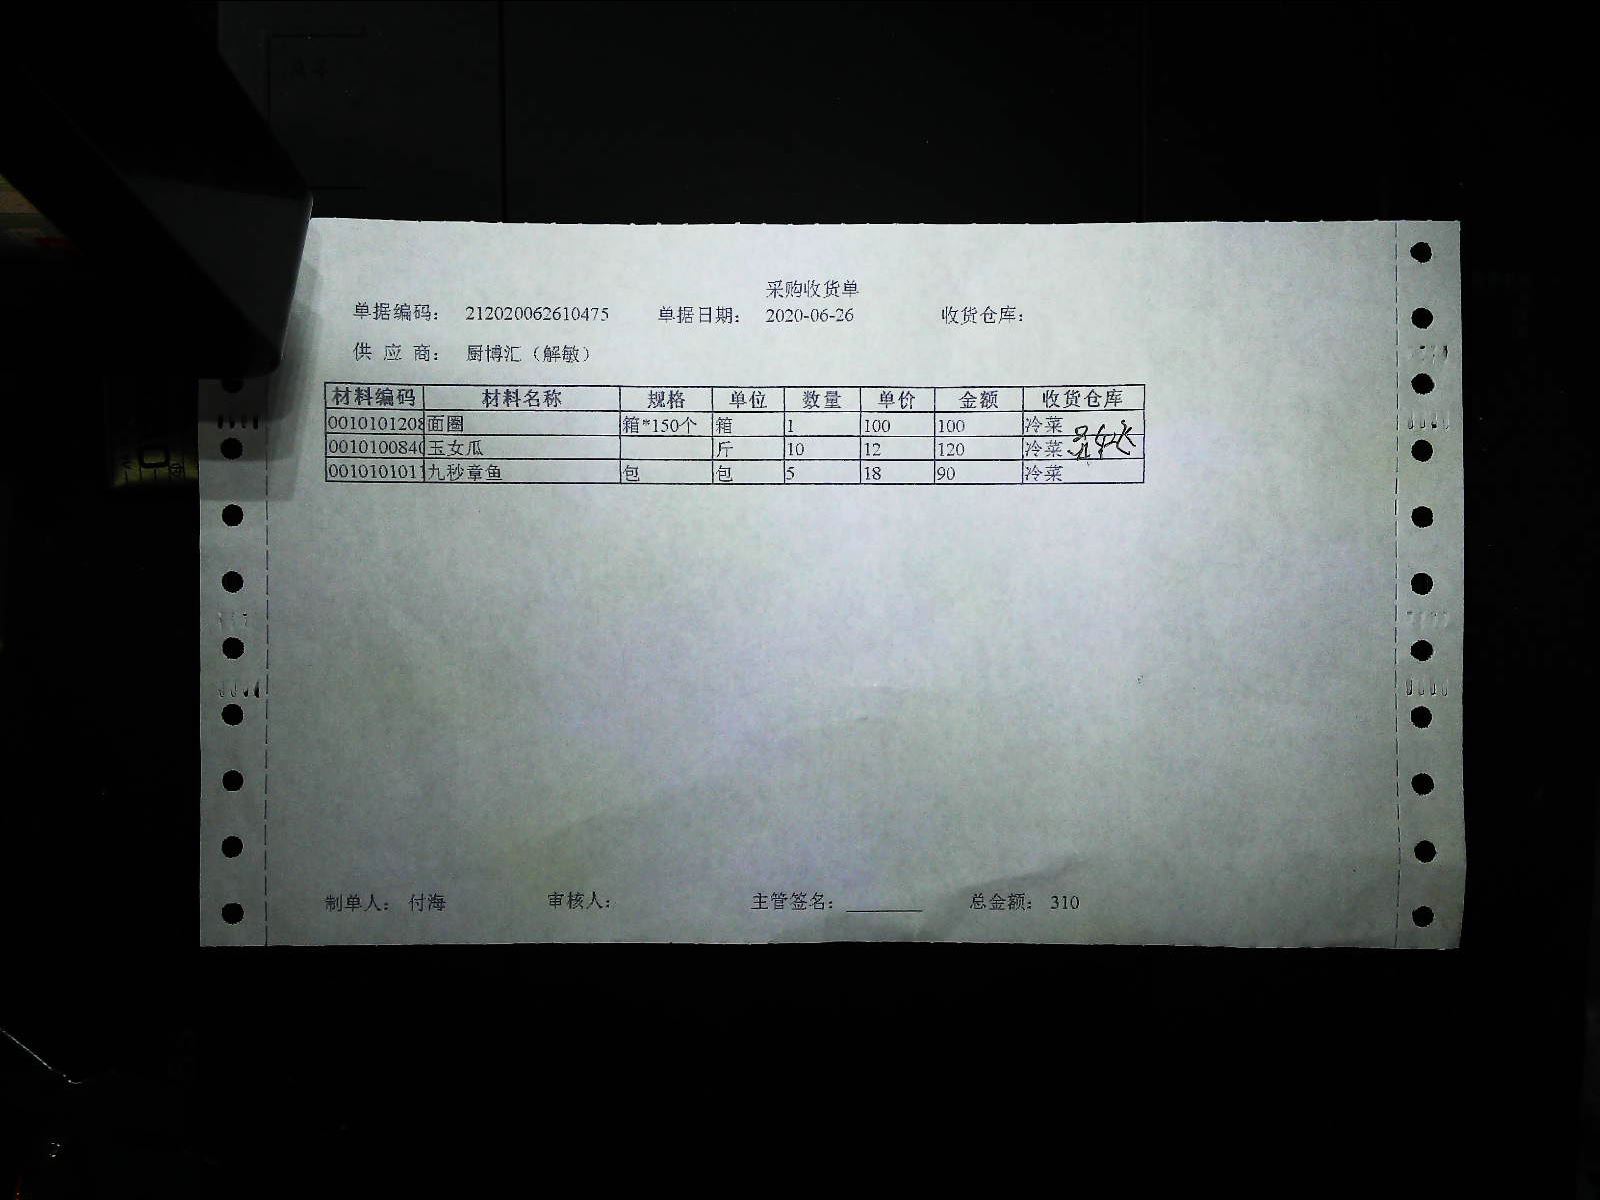 采购收货单
单据编码： 212020062610475 单据日期： 2020-06-26 收货仓库：
供 应 商： 厨博汇（解敏）
材料编码 材料名称 规格 单位 数量 单价 金额 收货仓库
0010101208 面圈 箱*150个 箱 1 100 100 冷菜
0010100840 玉女瓜 斤 10 12 120 冷菜
0010101011 九秒章鱼 包 包 5 18 90 冷菜
制单人： 付海 审核人： 主管签名： 总金额： 310